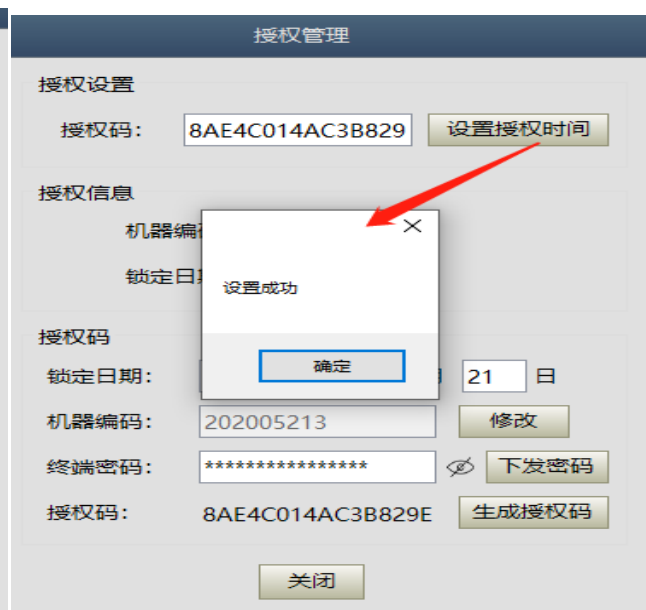 授权管理
授权设置
授权码： 8AE4C014AC3B829 设置授权时间
授权信息
机器编
锁定日
设置成功
确定
授权码
锁定日期： 21 日
机器编码： 202005213 修改
终端密码： **************** 下发密码
授权码： 8AE4C014AC3B829E 生成授权码
关闭